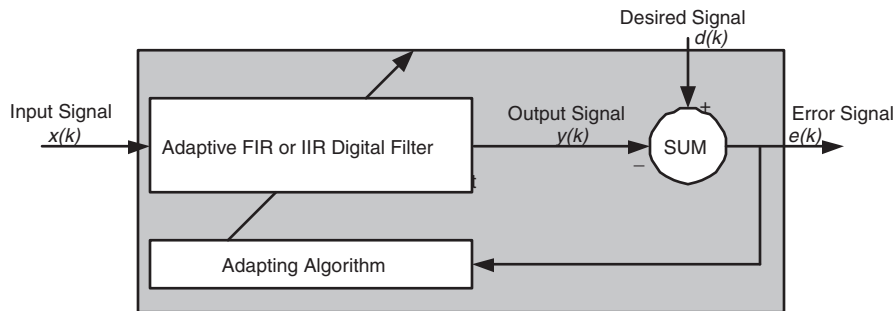 Desired Signal
d(k)
Input Signal
x(k)
Adaptive FIR or IIR Digital Filter
Output Signal
y(k)
+
SUM
−
Error Signal
e(k)
t
Adapting Algorithm